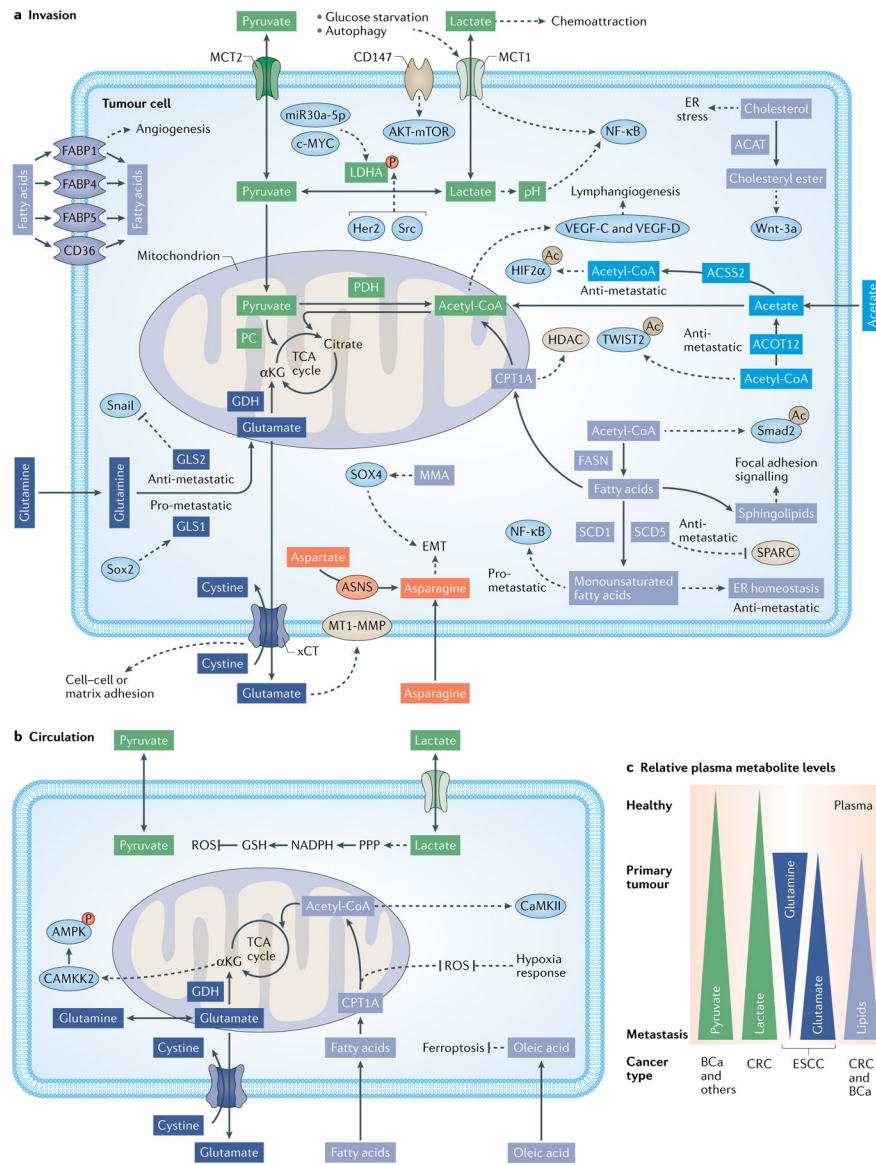 a Invasion
Pyruvate
Lactate
Chemoattraction
Glucose starvation
Autophagy
MCT2
CD147
MCT1
Tumour cell
miR30a-5p
c-MYC
AKT-mTOR
NF-κB
ER
stress
Cholesterol
ACAT
Cholesteryl ester
Wnt-3a
Fatty acids
FABP1
FABP4
FABP5
CD36
Fatty acids
Angiogenesis
LDHA
P
Pyruvate
Lactate
pH
Her2
Src
Lymphangiogenesis
VEGF-C and VEGF-D
Mitochondrion
HIF2α
Ac
Acetyl-CoA
ACSS2
Anti-metastatic
PDH
Pyruvate
Acetyl-CoA
Acetate
Acetate
PC
TCA
cycle
Citrate
αKG
HDAC
TWIST2
Ac
Anti-
metastatic
ACOT12
Acetyl-CoA
CPT1A
GDH
Glutamate
Snail
GLS2
Anti-metastatic
Glutamine
Glutamine
Pro-metastatic
GLS1
Sox2
Acetyl-CoA
Smad2
Ac
FASN
Fatty acids
Focal adhesion
signalling
Sphingolipids
SOX4
MMA
EMT
NF-κB
SCD1
SCD5
Anti-
metastatic
SPARC
Pro-
metastatic
Monounsaturated
fatty acids
ER homeostasis
Anti-metastatic
Aspartate
ASNS
Asparagine
Cystine
MT1-MMP
xCT
Cystine
Cell–cell or
matrix adhesion
Glutamate
Asparagine
b Circulation
Pyruvate
Lactate
Pyruvate
ROS
GSH
NADPH
PPP
Lactate
Acetyl-CoA
CaMKII
AMPK
P
TCA
cycle
αKG
CAMKK2
GDH
ROS
Hypoxia
response
CPT1A
Glutamine
Glutamate
Cystine
Fatty acids
Ferroptosis
Oleic acid
Cystine
Glutamate
Fatty acids
Oleic acid
c Relative plasma metabolite levels
Healthy
Plasma
Primary
tumour
Metastasis
Pyruvate
Lactate
Glutamine
Glutamate
Lipids
Cancer
type
BCa
and
others
CRC
ESCC
CRC
and
BCa